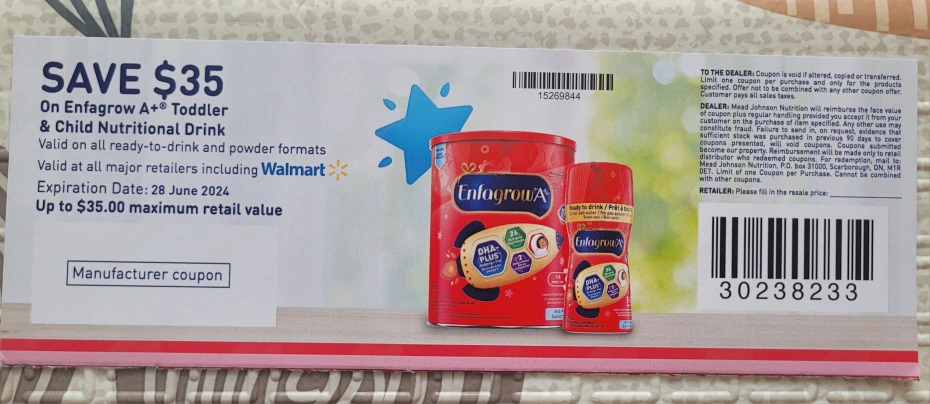 SAVE $35
On Enfagrow A+® Toddler
& Child Nutritional Drink
Valid on all ready-to-drink and powder formats
Valid at all major retailers including Walmart
Expiration Date: 28 June 2024
Up to $35.00 maximum retail value
Manufacturer coupon
15269844
Enfagrow A+
DHA-
PLUS
Ready to drink / Prêt à
Enfagrow A+
DHA-
PLUS
TO THE DEALER: Coupon is void if altered, copied or transferred.
Limit one coupon per purchase and only for the products
specified. Offer not to be combined with any other coupon offer.
Customer pays all sales taxes.
DEALER: Mead Johnson Nutrition will reimburse the face value
of coupon plus regular handling provided you accept it from your
customer on the purchase of item specified. Any other use may
constitute fraud. Failure to send in, on request, evidence that
sufficient stock was purchased in previous 90 days to cover
coupons presented, will void coupons. Coupons submitted
become our property. Reimbursement will be made only to retail
distributor who redeemed coupons. For redemption, mail to:
Mead Johnson Nutrition, P.O. box 31000, Scarborough, ON, M1R
0E7. Limit of one Coupon per Purchase. Cannot be combined
with other coupons.
RETAILER: Please fill in the resale price:
30238233